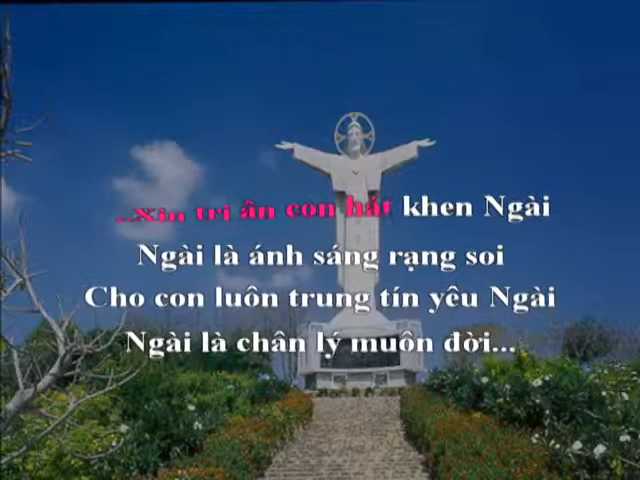 ..Xin tri ân con hát khen Ngài
Ngài là ánh sáng rạng soi
Cho con luôn trung tín yêu Ngài
Ngài là chân lý muôn đời...